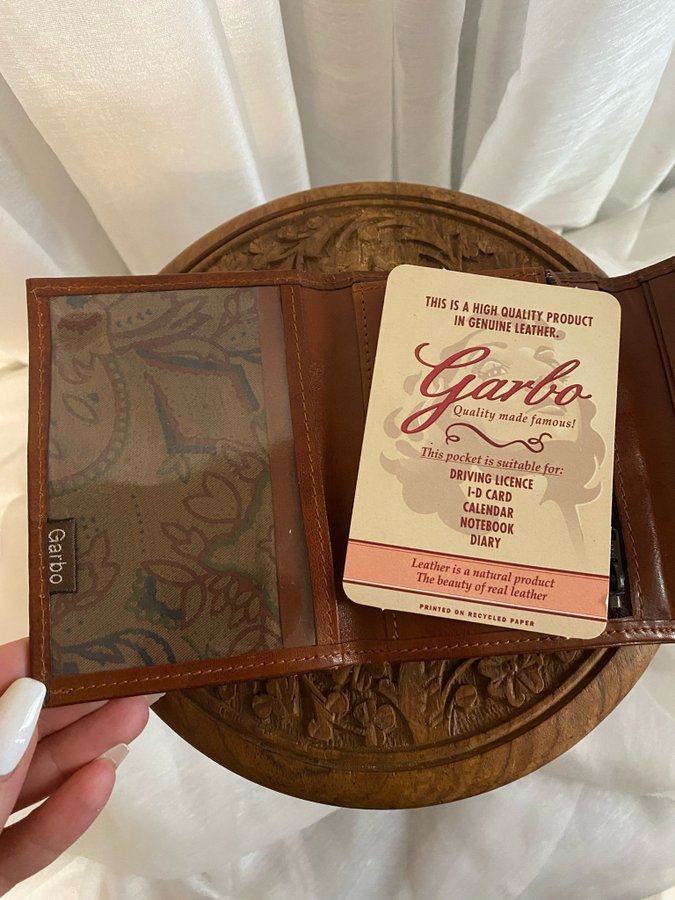 THIS IS A HIGH QUALITY PRODUCT
IN GENUINE LEATHER.
Garbo
Quality made famous!
This pocket is suitable for:
DRIVING LICENCE
I-D CARD
CALENDAR
NOTEBOOK
DIARY
Leather is a natural product
The beauty of real leather
PRINTED ON RECYCLED PAPER
Garbo